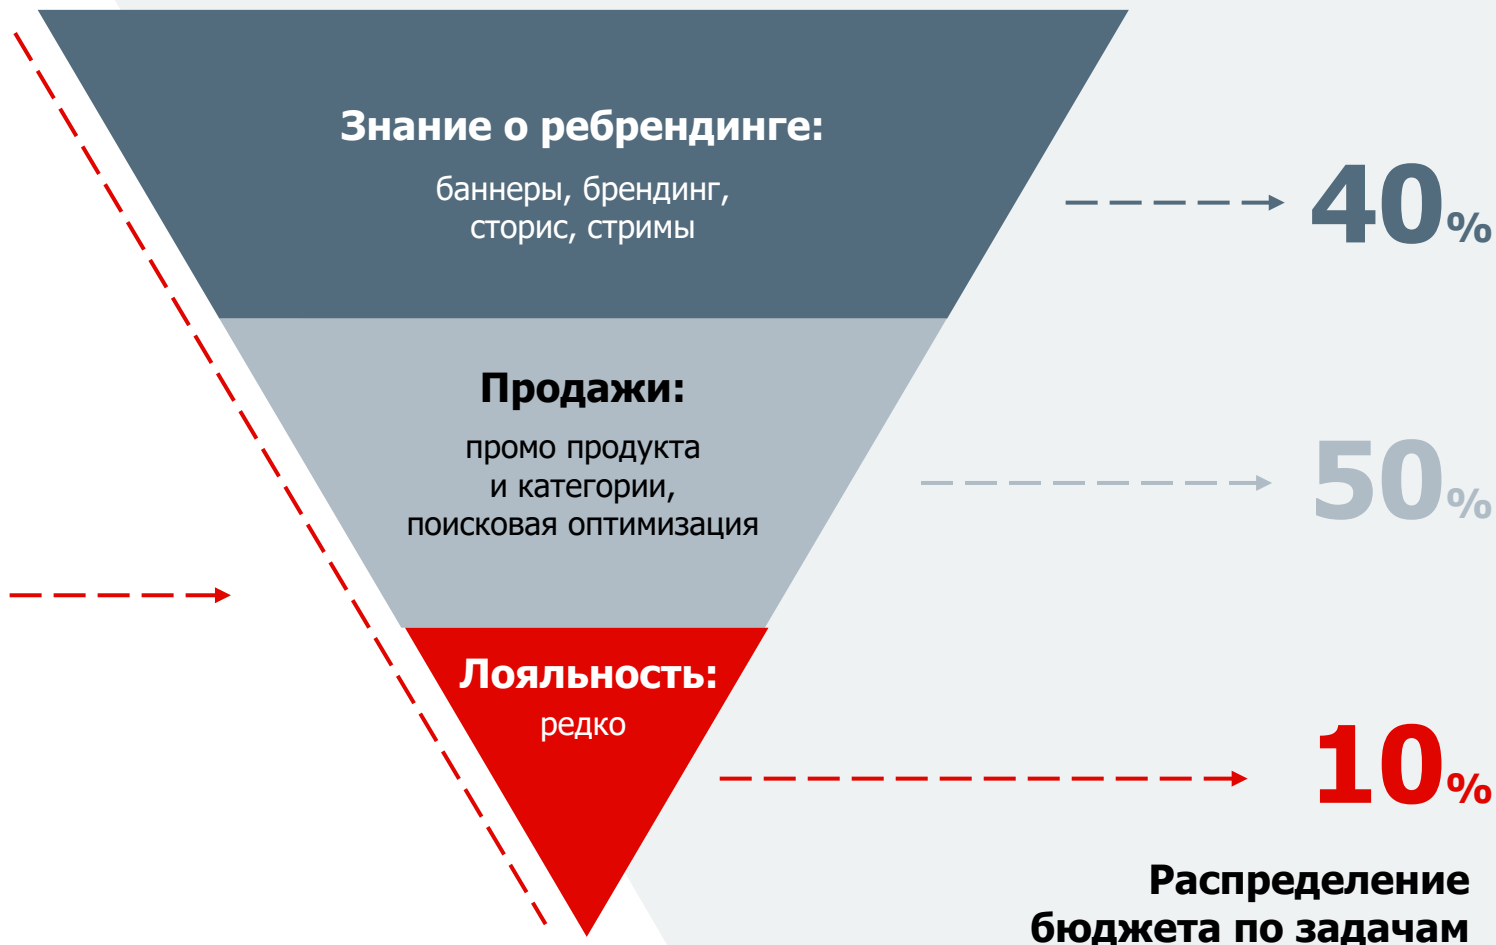 Знание о ребрендинге:
баннеры, брендинг,
сторис, стримы
40%
Продажи:
промо продукта
и категории,
поисковая оптимизация
50%
Лояльность:
редко
10%
Распределение
бюджета по задачам